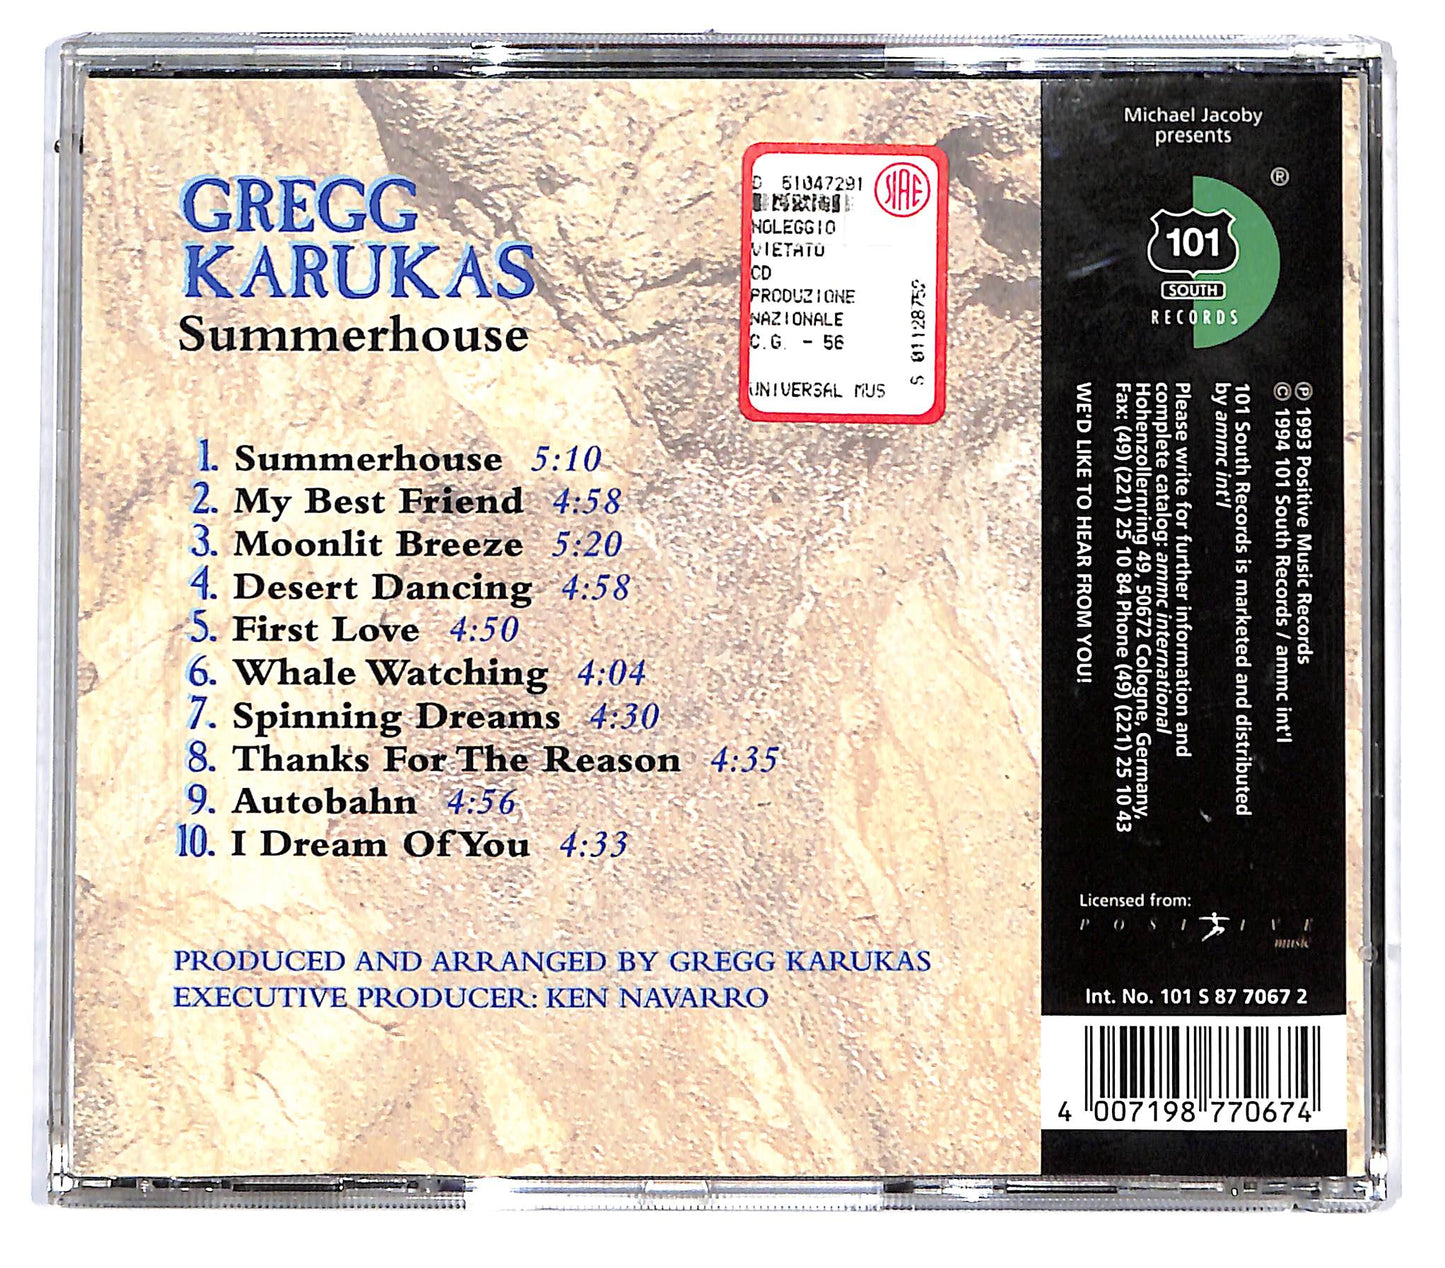 GREGG
KARUKAS
Summerhouse
1. Summerhouse 5:10
2. My Best Friend 4:58
3. Moonlit Breeze 5:20
4. Desert Dancing 4:58
5. First Love 4:50
6. Whale Watching 4:04
7. Spinning Dreams 4:30
8. Thanks For The Reason 4:35
9. Autobahn 4:56
10. I Dream Of You 4:33
PRODUCED AND ARRANGED BY GREGG KARUKAS
EXECUTIVE PRODUCER: KEN NAVARRO
D 51047291
SIAE
NOLEGGIO
VIETATO
CD
PRODUZIONE
NAZIONALE
C.G. - 56
UNIVERSAL MUS
Michael Jacoby
presents
®
101
SOUTH
RECORDS
℗ 1993 Positive Music Records
© 1994 101 South Records / ammc int'l
101 South Records is marketed and distributed
by ammc int'l
Please write for further information and
complete catalog: ammc international
Hohenzollernring 49, 50672 Cologne, Germany,
Fax: (49) (221) 25 10 84 Phone (49) (221) 25 10 43
WE'D LIKE TO HEAR FROM YOU!
Licensed from:
POSITIVE
music
Int. No. 101 S 87 7067 2
4 007198 770674